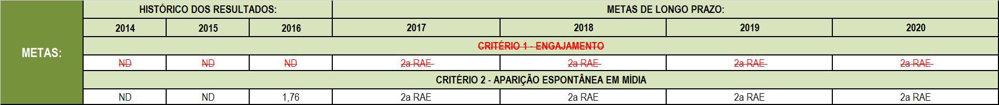 HISTÓRICO DOS RESULTADOS: METAS DE LONGO PRAZO:
2014 2015 2016 2017 2018 2019 2020
METAS:
CRITÉRIO 1 - ENGAJAMENTO
ND ND ND 2a RAE 2a RAE 2a RAE 2a RAE
CRITÉRIO 2 - APARIÇÃO ESPONTÂNEA EM MÍDIA
ND ND 1,76 2a RAE 2a RAE 2a RAE 2a RAE